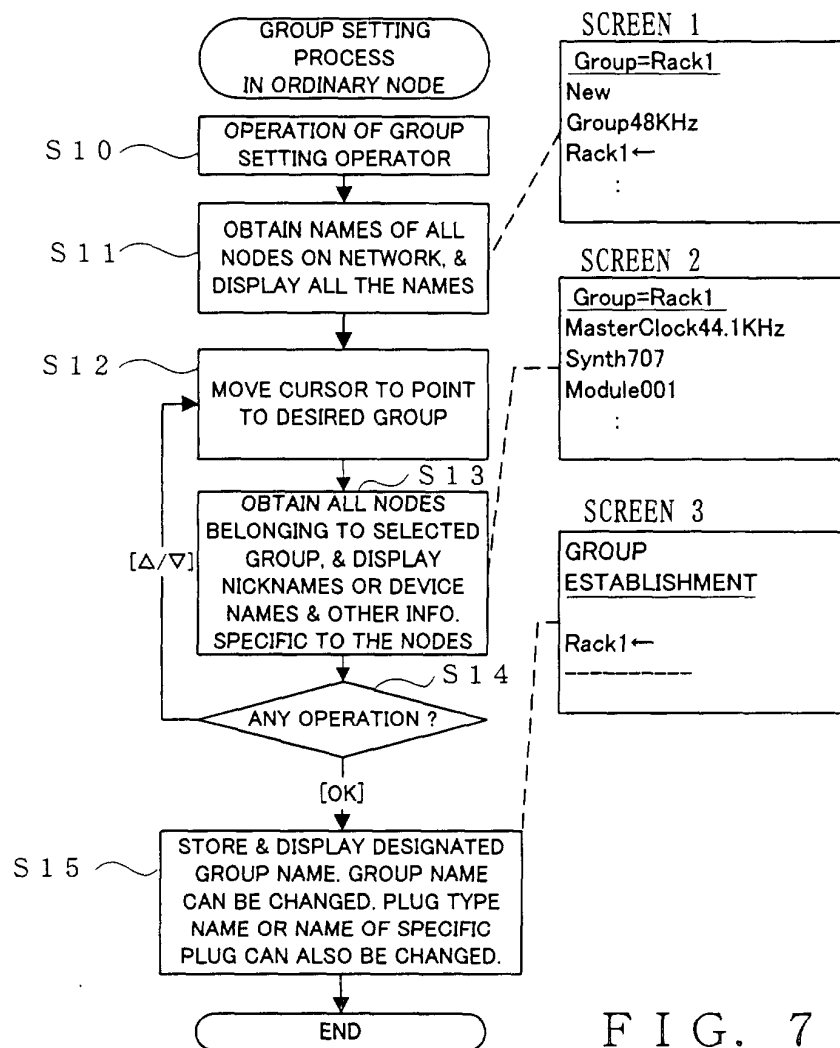 GROUP SETTING
PROCESS
IN ORDINARY NODE
S10
OPERATION OF GROUP
SETTING OPERATOR
S11
OBTAIN NAMES OF ALL
NODES ON NETWORK, &
DISPLAY ALL THE NAMES
S12
MOVE CURSOR TO POINT
TO DESIRED GROUP
S13
OBTAIN ALL NODES
BELONGING TO SELECTED
GROUP, & DISPLAY
NICKNAMES OR DEVICE
NAMES & OTHER INFO.
SPECIFIC TO THE NODES
[△/▽]
S14
ANY OPERATION ?
[OK]
S15
STORE & DISPLAY DESIGNATED
GROUP NAME. GROUP NAME
CAN BE CHANGED. PLUG TYPE
NAME OR NAME OF SPECIFIC
PLUG CAN ALSO BE CHANGED.
END
SCREEN 1
Group=Rack1
New
Group48KHz
Rack1←
:
SCREEN 2
Group=Rack1
MasterClock44.1KHz
Synth707
Module001
:
SCREEN 3
GROUP
ESTABLISHMENT
Rack1←
FIG. 7